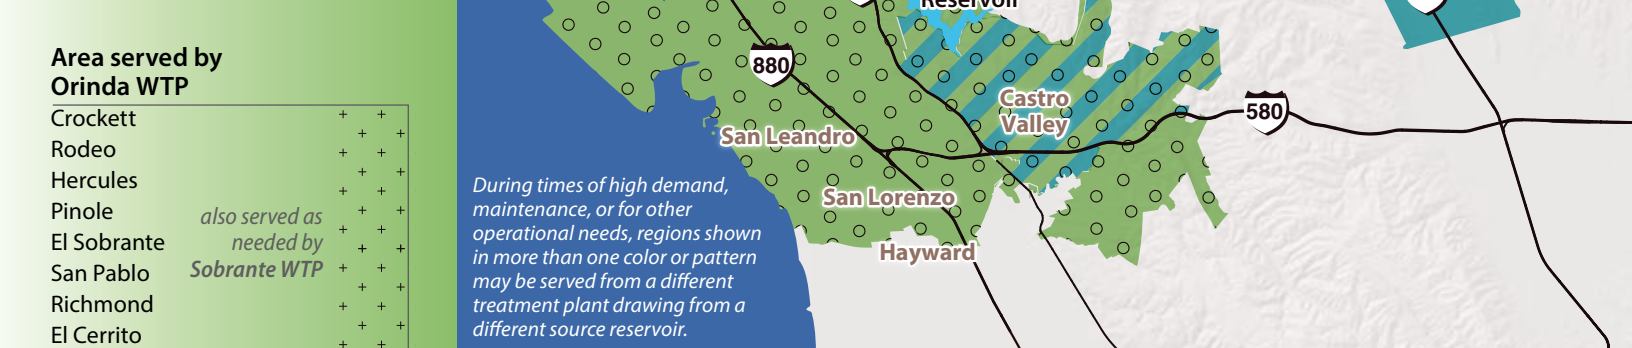 Area served by
Orinda WTP
Crockett
Rodeo
Hercules
Pinole
El Sobrante
San Pablo
Richmond
El Cerrito
also served as
needed by
Sobrante WTP
During times of high demand,
maintenance, or for other
operational needs, regions shown
in more than one color or pattern
may be served from a different
treatment plant drawing from a
different source reservoir.
Reservoir
880
Castro
Valley
580
San Leandro
San Lorenzo
Hayward